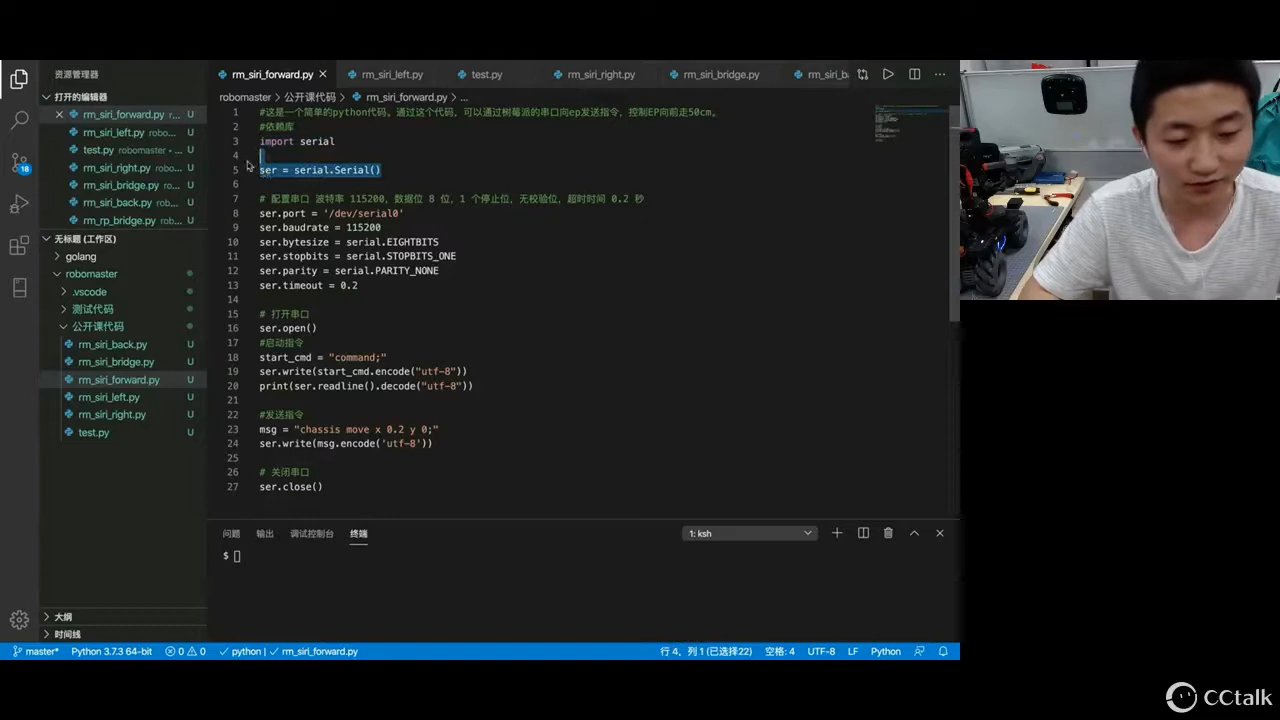 资源管理器
打开的编辑器
rm_siri_forward.py r... U
rm_siri_left.py robo... U
test.py robomaster • ... U
rm_siri_right.py rob... U
rm_siri_bridge.py ro... U
rm_siri_back.py rob... U
rm_rp_bridge.py rob... U
无标题 (工作区)
golang
robomaster
.vscode
测试代码
公开课代码
rm_siri_back.py U
rm_siri_bridge.py U
rm_siri_forward.py U
rm_siri_left.py U
rm_siri_right.py U
test.py U
大纲
时间线
18
rm_siri_forward.py rm_siri_left.py test.py rm_siri_right.py rm_siri_bridge.py rm_siri_ba
robomaster > 公开课代码 > rm_siri_forward.py > ...
1 #这是一个简单的python代码。通过这个代码，可以通过树莓派的串口向ep发送指令，控制EP向前走50cm。
2 #依赖库
3 import serial
4
5 ser = serial.Serial()
6
7 # 配置串口 波特率 115200，数据位 8 位，1 个停止位，无校验位，超时时间 0.2 秒
8 ser.port = '/dev/serial0'
9 ser.baudrate = 115200
10 ser.bytesize = serial.EIGHTBITS
11 ser.stopbits = serial.STOPBITS_ONE
12 ser.parity = serial.PARITY_NONE
13 ser.timeout = 0.2
14
15 # 打开串口
16 ser.open()
17 #启动指令
18 start_cmd = "command;"
19 ser.write(start_cmd.encode("utf-8"))
20 print(ser.readline().decode("utf-8"))
21
22 #发送指令
23 msg = "chassis move x 0.2 y 0;"
24 ser.write(msg.encode('utf-8'))
25
26 # 关闭串口
27 ser.close()
问题 输出 调试控制台 终端 1: ksh
$
master* Python 3.7.3 64-bit 0 0 python | rm_siri_forward.py 行 4，列 1 (已选择22) 空格: 4 UTF-8 LF Python
CCtalk